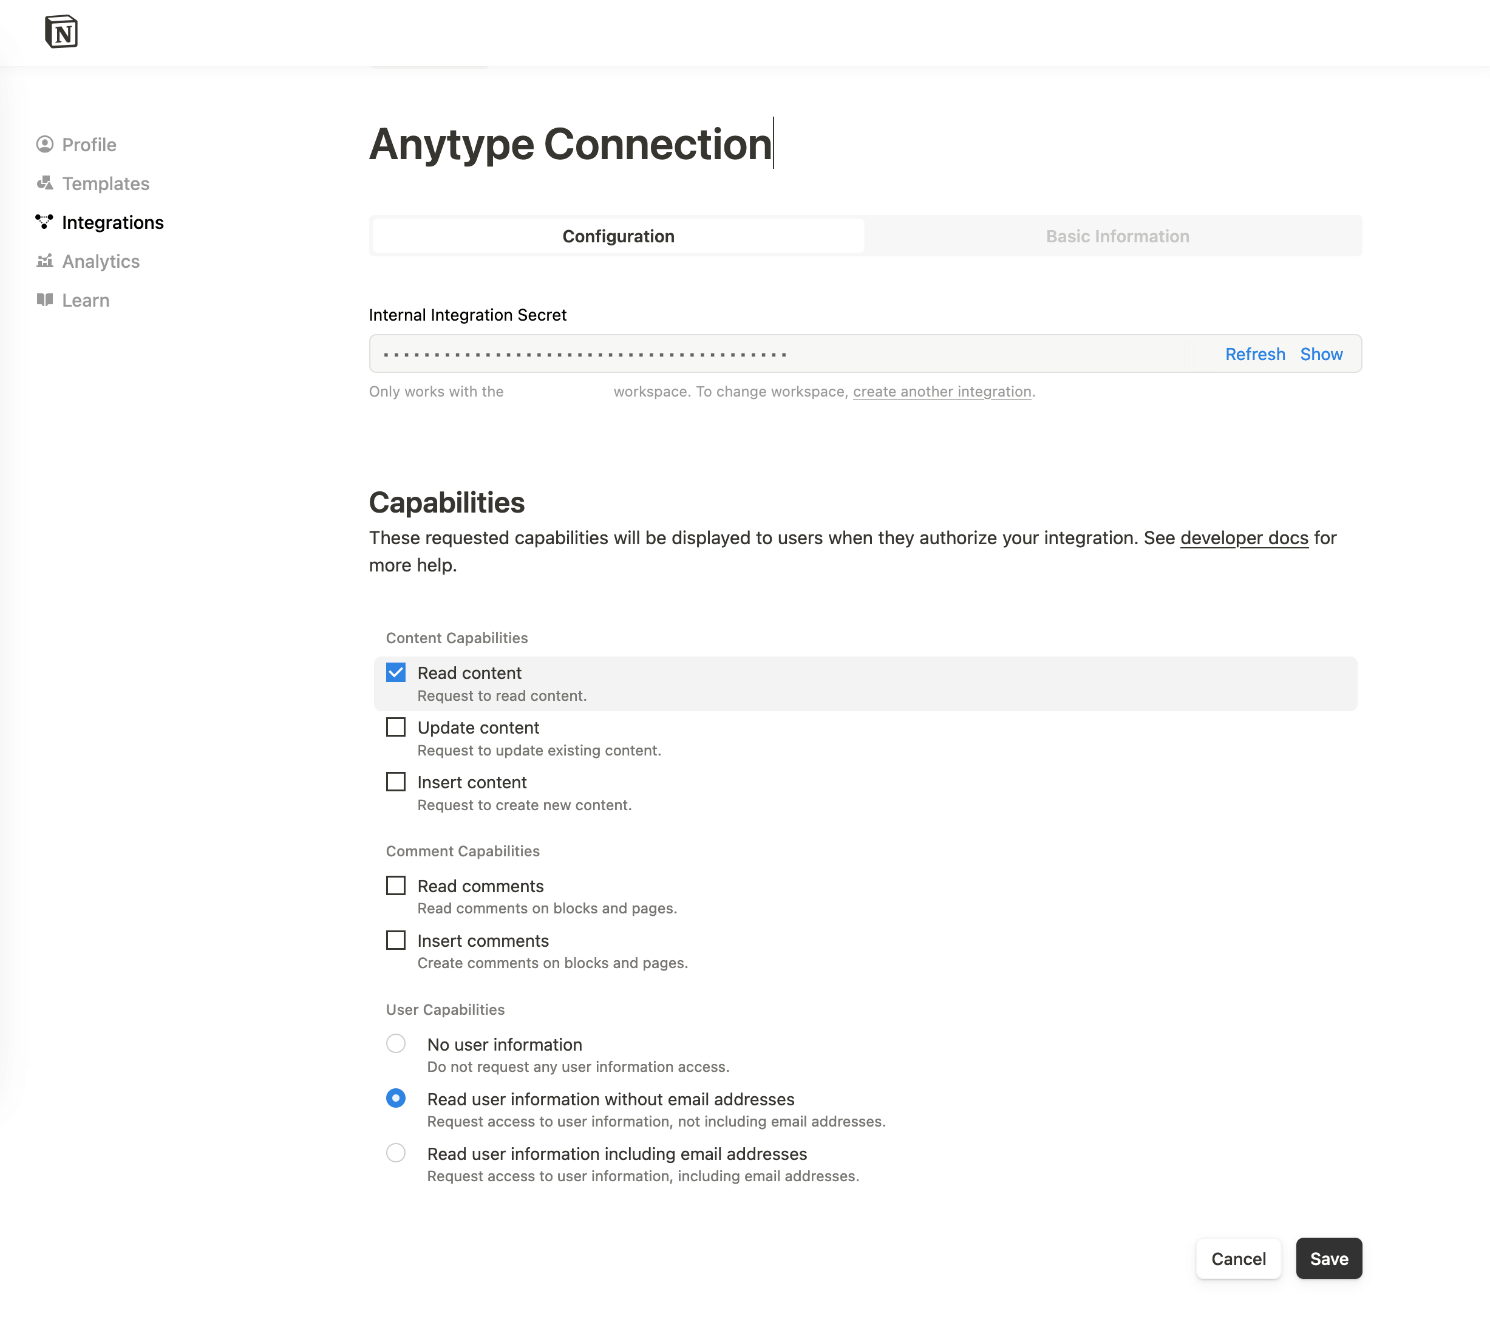 N
Profile
Templates
Integrations
Analytics
Learn
Anytype Connection
Configuration
Basic Information
Internal Integration Secret
Refresh Show
Only works with the workspace. To change workspace, create another integration.
Capabilities
These requested capabilities will be displayed to users when they authorize your integration. See developer docs for
more help.
Content Capabilities
Read content
Request to read content.
Update content
Request to update existing content.
Insert content
Request to create new content.
Comment Capabilities
Read comments
Read comments on blocks and pages.
Insert comments
Create comments on blocks and pages.
User Capabilities
No user information
Do not request any user information access.
Read user information without email addresses
Request access to user information, not including email addresses.
Read user information including email addresses
Request access to user information, including email addresses.
Cancel Save